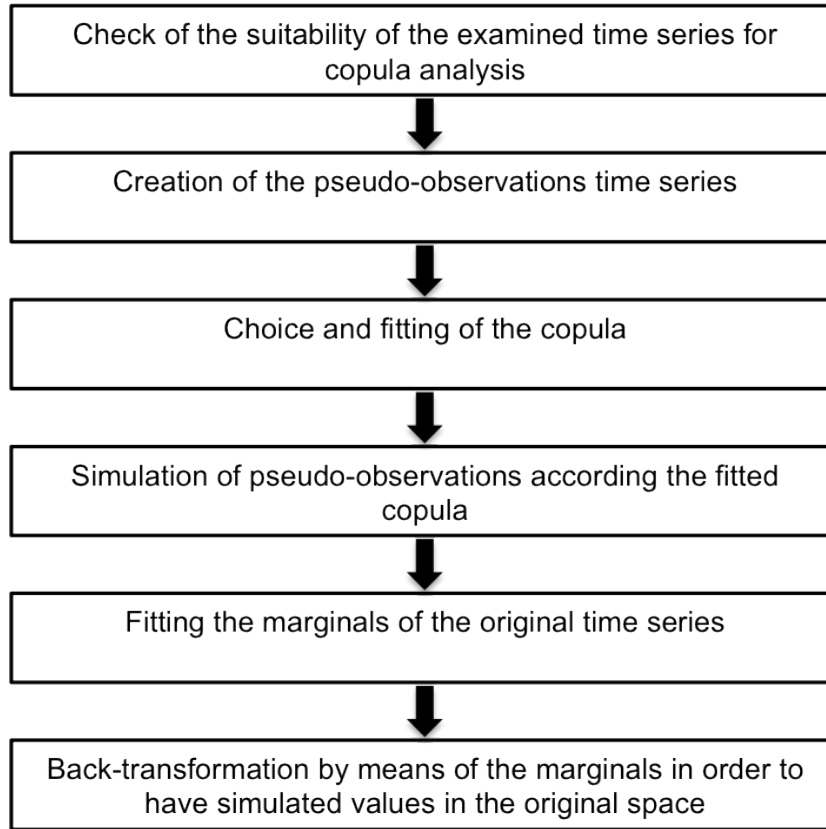 Check of the suitability of the examined time series for
copula analysis
Creation of the pseudo-observations time series
Choice and fitting of the copula
Simulation of pseudo-observations according the fitted
copula
Fitting the marginals of the original time series
Back-transformation by means of the marginals in order to
have simulated values in the original space